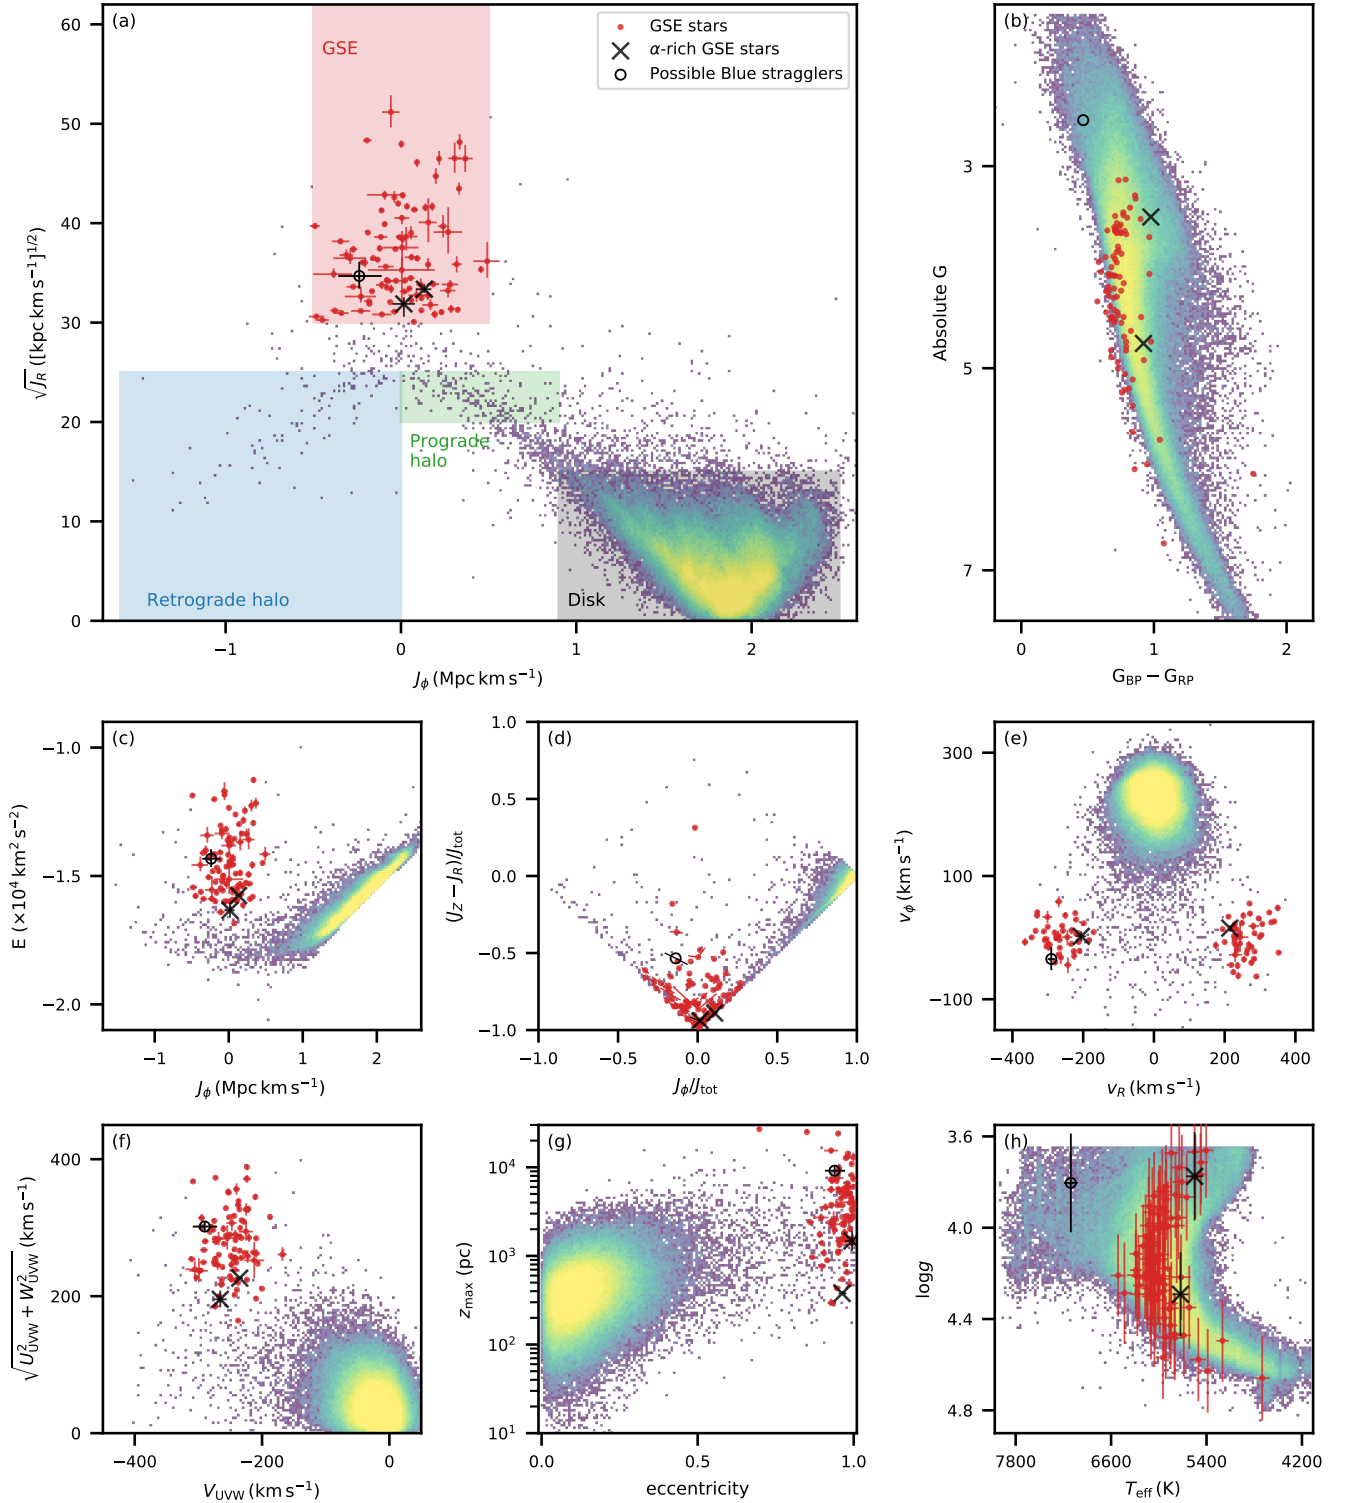 (a)
GSE
GSE stars
α-rich GSE stars
Possible Blue stragglers
Prograde
halo
Retrograde halo
Disk
60
50
40
30
20
10
0
√J_R ([kpc km s⁻¹]^{1/2})
−1
0
1
2
J_ϕ (Mpc km s⁻¹)
(b)
3
5
7
Absolute G
0
1
2
G_BP − G_RP
(c)
−1.0
−1.5
−2.0
E (×10⁴ km² s⁻²)
−1
0
1
2
J_ϕ (Mpc km s⁻¹)
(d)
1.0
0.5
0.0
−0.5
−1.0
(J_Z − J_R)/J_tot
−1.0
−0.5
0.0
0.5
1.0
J_ϕ/J_tot
(e)
300
100
−100
v_ϕ (km s⁻¹)
−400
−200
0
200
400
v_R (km s⁻¹)
(f)
400
200
0
√U²_UVW + W²_UVW (km s⁻¹)
−400
−200
0
V_UVW (km s⁻¹)
(g)
10⁴
10³
10²
10¹
z_max (pc)
0.0
0.5
1.0
eccentricity
(h)
3.6
4.0
4.4
4.8
logg
7800
6600
5400
4200
T_eff (K)